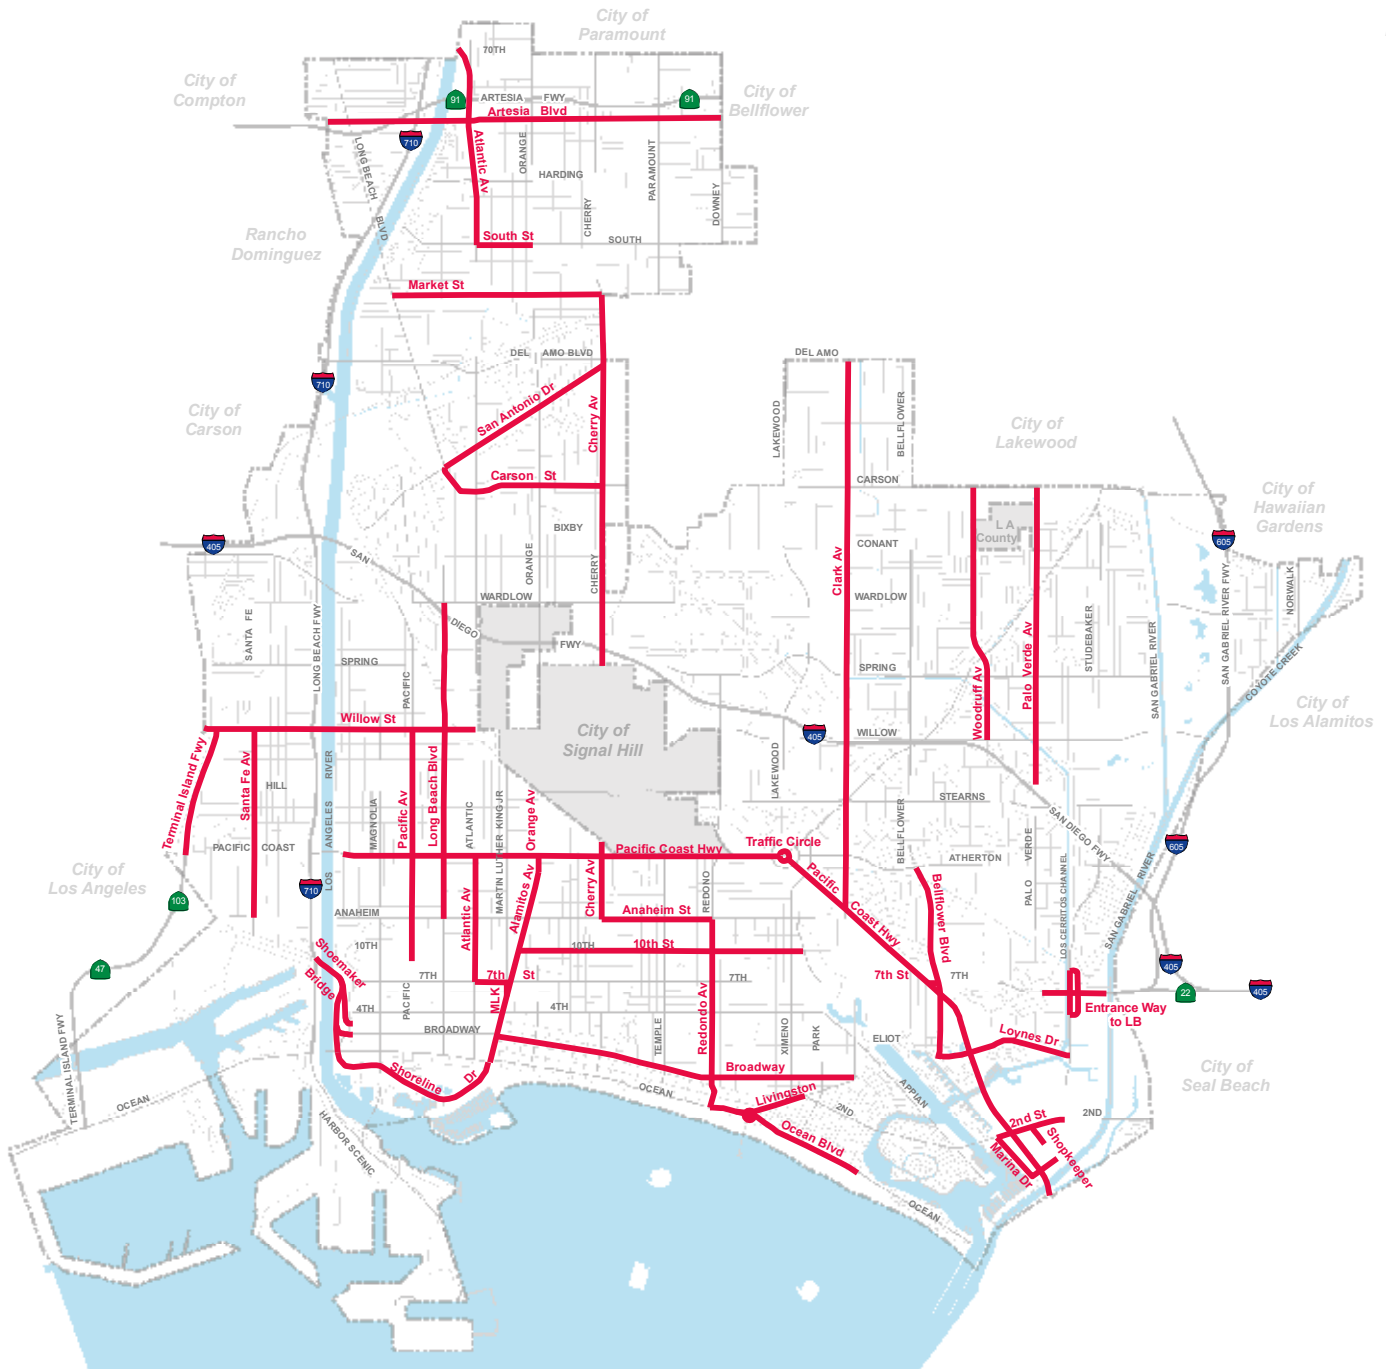 City of
Paramount
70TH
City of
Compton
City of
Bellflower
91
ARTESIA FWY
91
Artesia Blvd
710
LONG BEACH BLVD
Atlantic Av
ORANGE
HARDING
PARAMOUNT
CHERRY
DOWNEY
Rancho
Dominguez
South St
SOUTH
Market St
DEL AMO BLVD
DEL AMO
710
San Antonio Dr
Cherry Av
LAKEWOOD
BELLFLOWER
City of
Carson
City of
Lakewood
Carson St
CARSON
City of
Hawaiian
Gardens
BIXBY
L A
County
405
SAN DIEGO FWY
ORANGE
CHERRY
Clark Av
CONANT
605
WARDLOW
WARDLOW
NORWALK
SANTA FE
LONG BEACH FWY
STUDEBAKER
SAN GABRIEL RIVER
SAN GABRIEL RIVER FWY
SPRING
PACIFIC
SPRING
Woodruff Av
Palo Verde Av
COYOTE CREEK
City of
Los Alamitos
Willow St
City of
Signal Hill
405
WILLOW
Terminal Island Fwy
Santa Fe Av
HILL
LOS ANGELES RIVER
MAGNOLIA
Pacific Av
Long Beach Blvd
ATLANTIC
MARTIN LUTHER KING JR
Orange Av
LAKEWOOD
STEARNS
BELLFLOWER
SAN DIEGO FWY
PACIFIC COAST
Pacific Coast Hwy
Traffic Circle
ATHERTON
PALO VERDE
LOS CERRITOS CHANNEL
605
City of
Los Angeles
103
710
Cherry Av
REDONO
Pacific Coast Hwy
Bellflower Blvd
SAN GABRIEL RIVER
ANAHEIM
Atlantic Av
Alamitos Av
Anaheim St
10TH
10TH
10th St
47
Shoemaker
Bridge
7TH
7th St
7TH
7th St
7TH
405
22
405
PACIFIC
4TH
MLK
4TH
Redondo Av
Entrance Way
to LB
BROADWAY
TEMPLE
XIMENO
PARK
ELIOT
Loynes Dr
TERMINAL ISLAND FWY
Shoreline Dr
Broadway
City of
Seal Beach
OCEAN
OCEAN
Livingston
APPIAN
HARBOR SCENIC
2ND
2nd St
2ND
Ocean Blvd
Marina Dr
Shopkeeper
OCEAN